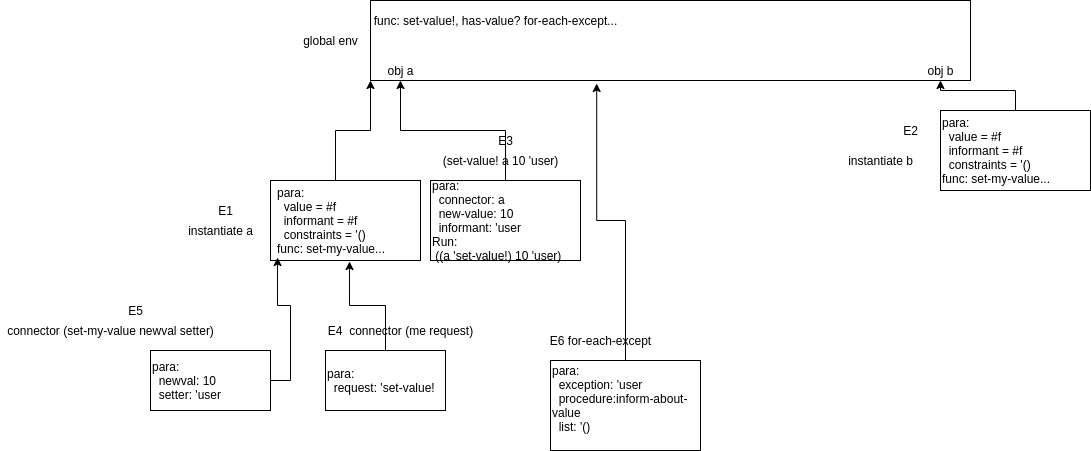 func: set-value!, has-value? for-each-except...
global env
obj a
obj b
E3
(set-value! a 10 'user)
E2
instantiate b
para:
value = #f
informant = #f
constraints = '()
func: set-my-value...
E1
instantiate a
para:
value = #f
informant = #f
constraints = '()
func: set-my-value...
para:
connector: a
new-value: 10
informant: 'user
Run:
((a 'set-value!) 10 'user)
E5
connector (set-my-value newval setter)
para:
newval: 10
setter: 'user
E4 connector (me request)
para:
request: 'set-value!
E6 for-each-except
para:
exception: 'user
procedure:inform-about-
value
list: '()